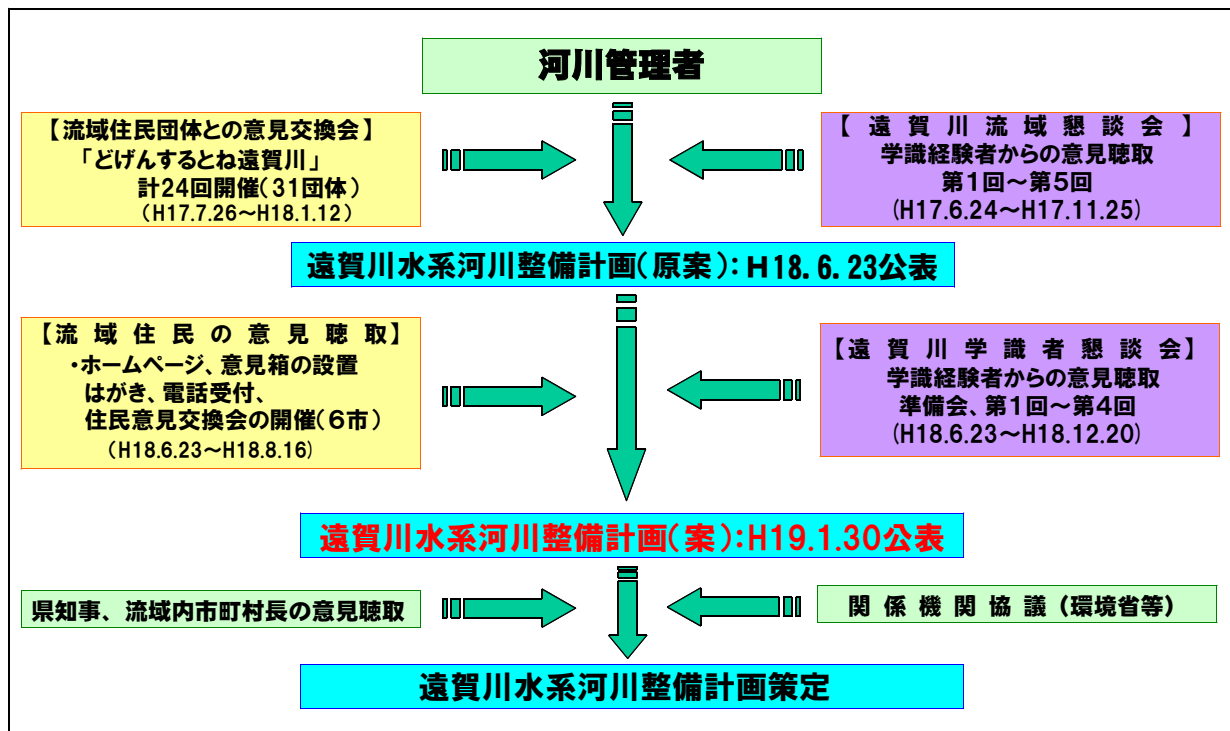 河川管理者
【流域住民団体との意見交換会】
「どげんするとね遠賀川」
計24回開催(31団体)
(H17.7.26~H18.1.12)
【遠賀川流域懇談会】
学識経験者からの意見聴取
第1回~第5回
(H17.6.24~H17.11.25)
遠賀川水系河川整備計画(原案):H18.6.23公表
【流域住民の意見聴取】
・ホームページ、意見箱の設置
はがき、電話受付、
住民意見交換会の開催(6市)
(H18.6.23~H18.8.16)
【遠賀川学識者懇談会】
学識経験者からの意見聴取
準備会、第1回~第4回
(H18.6.23~H18.12.20)
遠賀川水系河川整備計画(案):H19.1.30公表
県知事、流域内市町村長の意見聴取
関係機関協議(環境省等)
遠賀川水系河川整備計画策定